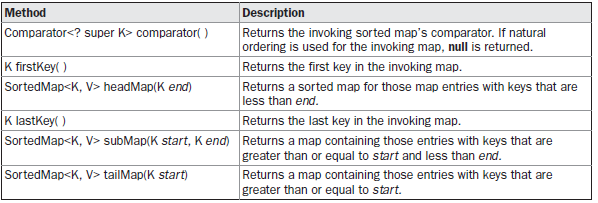 Method Description
Comparator<? super K> comparator( ) Returns the invoking sorted map's comparator. If natural
ordering is used for the invoking map, null is returned.
K firstKey( ) Returns the first key in the invoking map.
SortedMap<K, V> headMap(K end) Returns a sorted map for those map entries with keys that are
less than end.
K lastKey( ) Returns the last key in the invoking map.
SortedMap<K, V> subMap(K start, K end) Returns a map containing those entries with keys that are
greater than or equal to start and less than end.
SortedMap<K, V> tailMap(K start) Returns a map containing those entries with keys that are
greater than or equal to start.